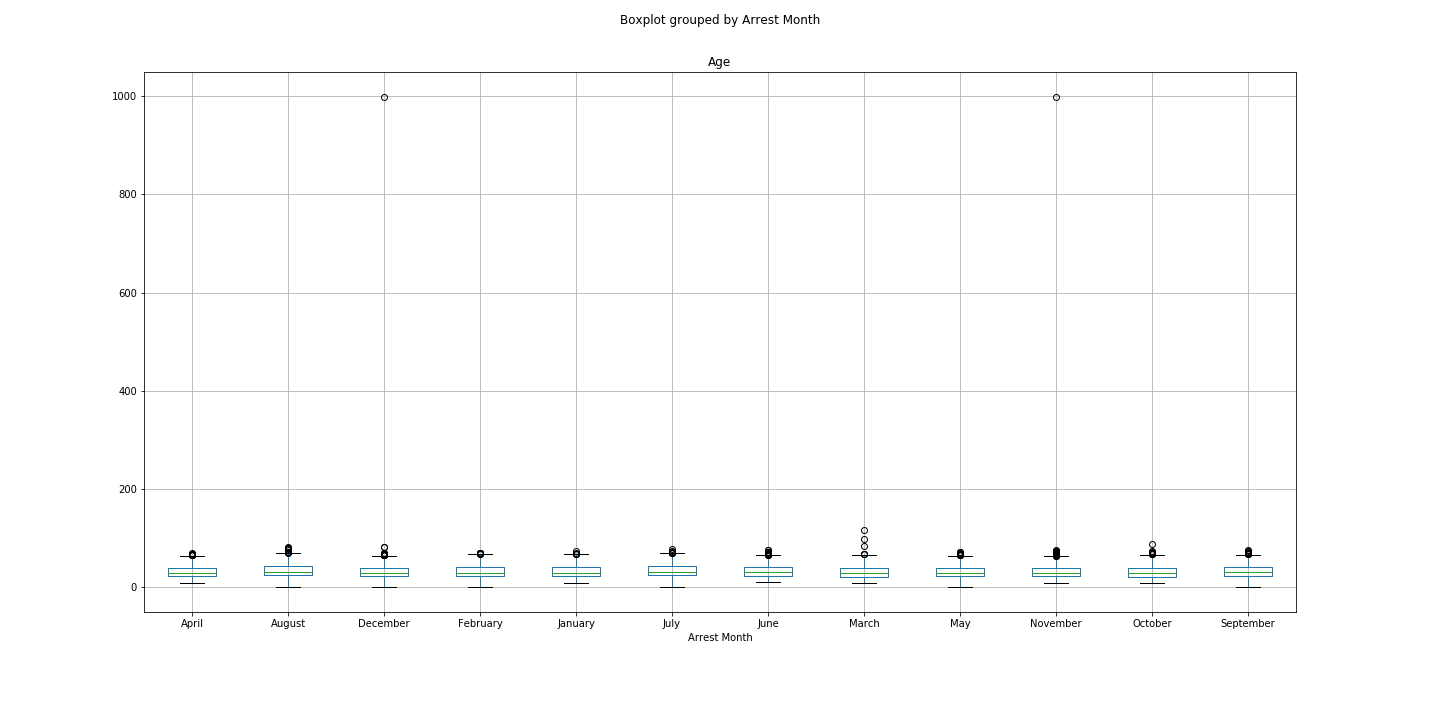 Boxplot grouped by Arrest Month
Age
1000
800
600
400
200
0
April August December February January July June March May November October September
Arrest Month